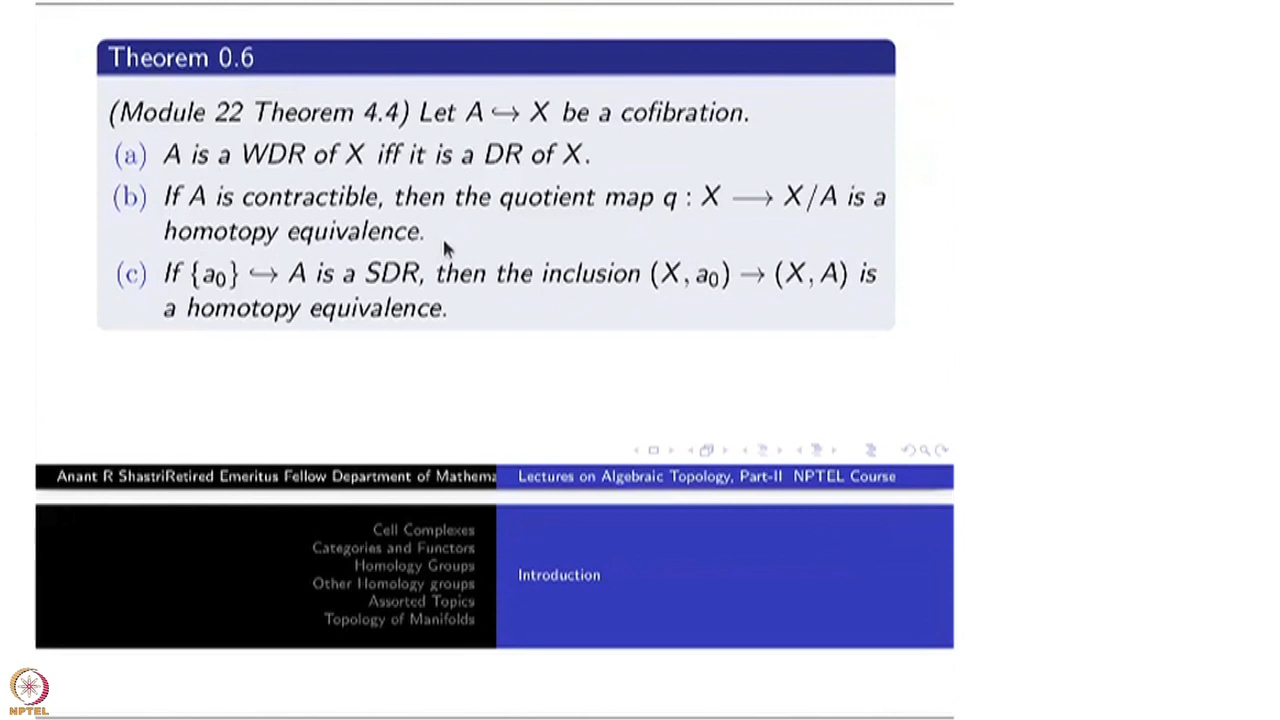 Theorem 0.6
(Module 22 Theorem 4.4) Let A ↪ X be a cofibration.
(a) A is a WDR of X iff it is a DR of X.
(b) If A is contractible, then the quotient map q : X ⟶ X/A is a
homotopy equivalence.
(c) If {a₀} ↪ A is a SDR, then the inclusion (X, a₀) → (X, A) is
a homotopy equivalence.
Anant R ShastriRetired Emeritus Fellow Department of Mathema
Lectures on Algebraic Topology, Part-II NPTEL Course
Cell Complexes
Categories and Functors
Homology Groups
Other Homology groups
Assorted Topics
Topology of Manifolds
Introduction
NPTEL